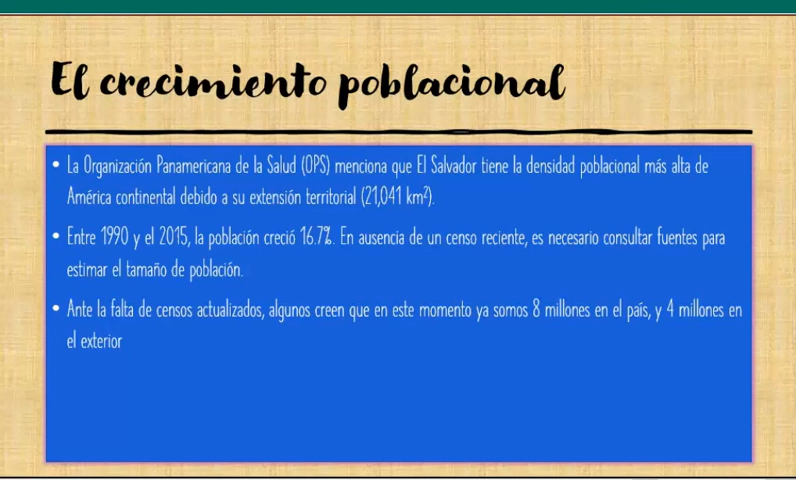 El crecimiento poblacional
• La Organización Panamericana de la Salud (OPS) menciona que El Salvador tiene la densidad poblacional más alta de
América continental debido a su extensión territorial (21,041 km²).
• Entre 1990 y el 2015, la población creció 16.7%. En ausencia de un censo reciente, es necesario consultar fuentes para
estimar el tamaño de población.
• Ante la falta de censos actualizados, algunos creen que en este momento ya somos 8 millones en el país, y 4 millones en
el exterior